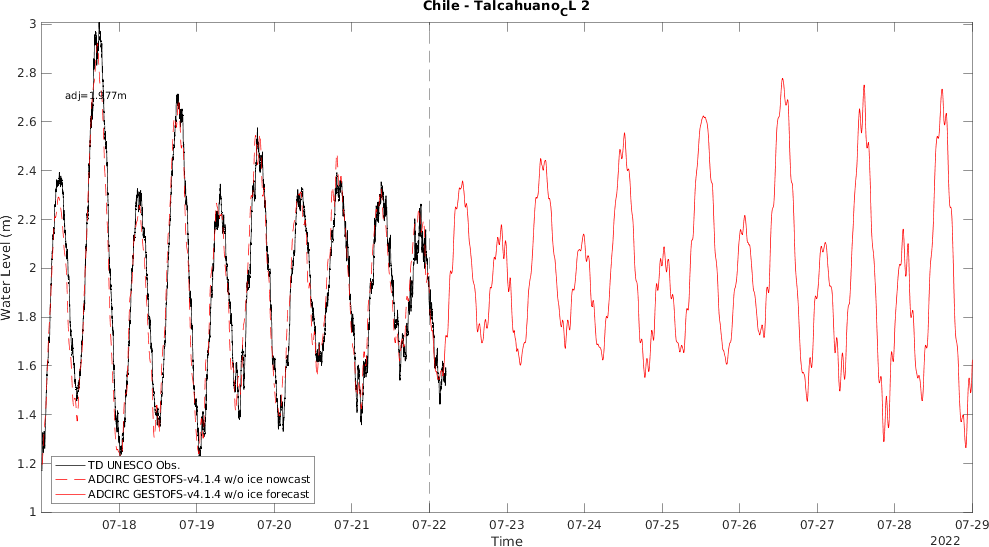 Chile - Talcahuano_CL 2
3
2.8
adj=1.977m
2.6
2.4
2.2
Water Level (m)
2
1.8
1.6
1.4
1.2
1
TD UNESCO Obs.
ADCIRC GESTOFS-v4.1.4 w/o ice nowcast
ADCIRC GESTOFS-v4.1.4 w/o ice forecast
07-18 07-19 07-20 07-21 07-22 07-23 07-24 07-25 07-26 07-27 07-28 07-29
Time
2022